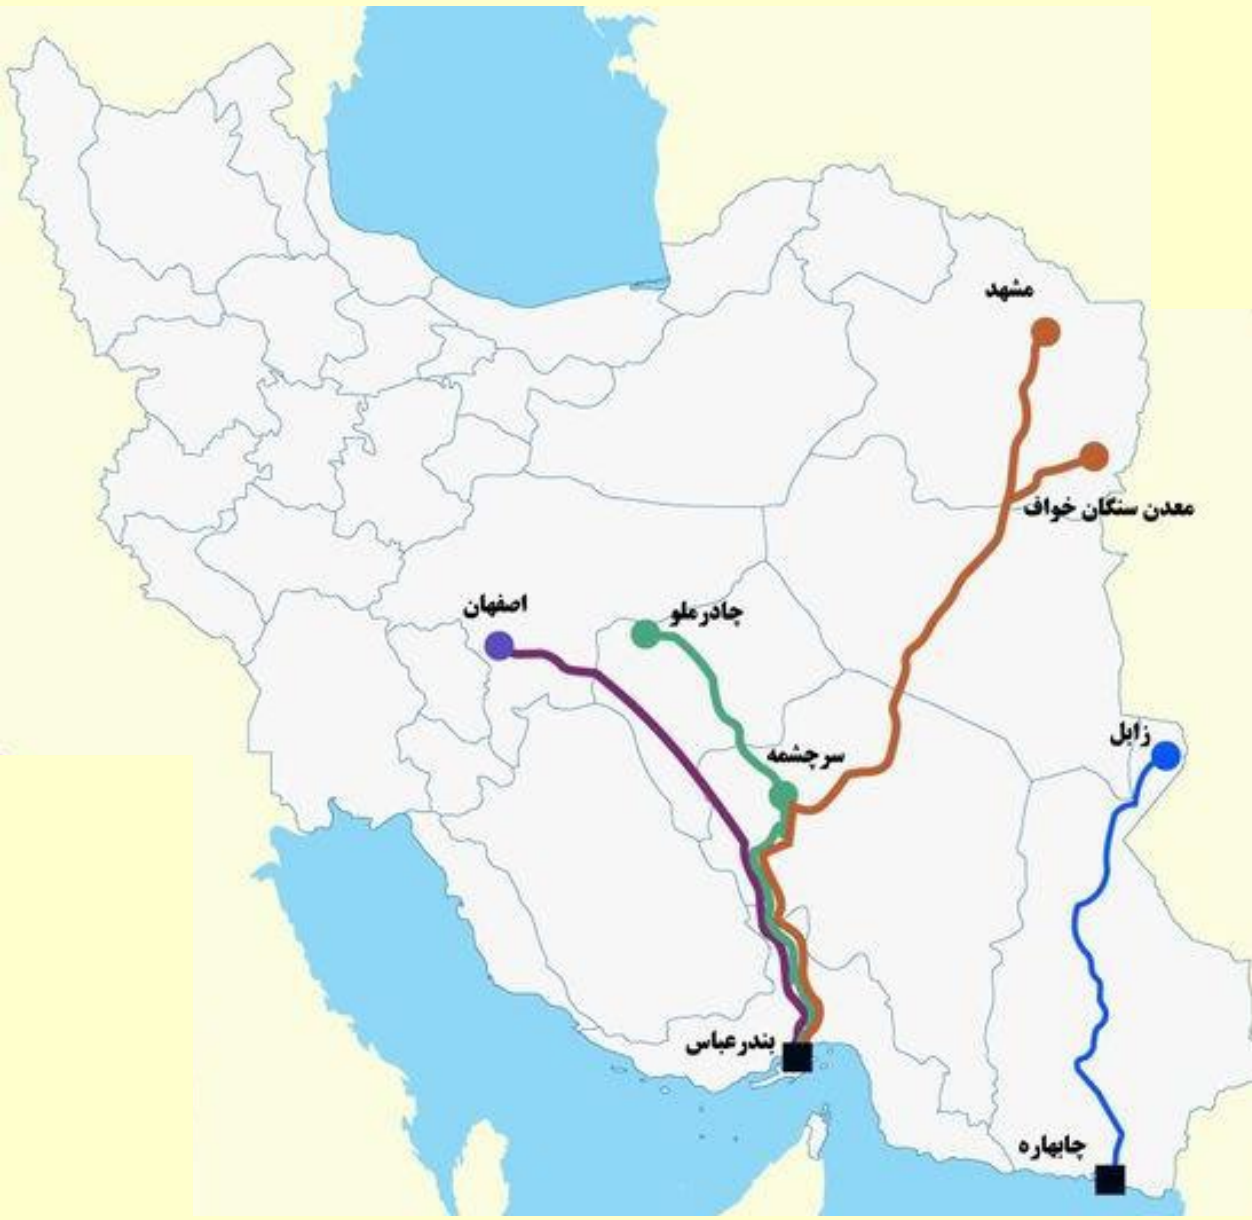 مشهد
معدن سنگان خواف
اصفهان
چادرملو
زابل
سرچشمه
بندرعباس
چابهاره